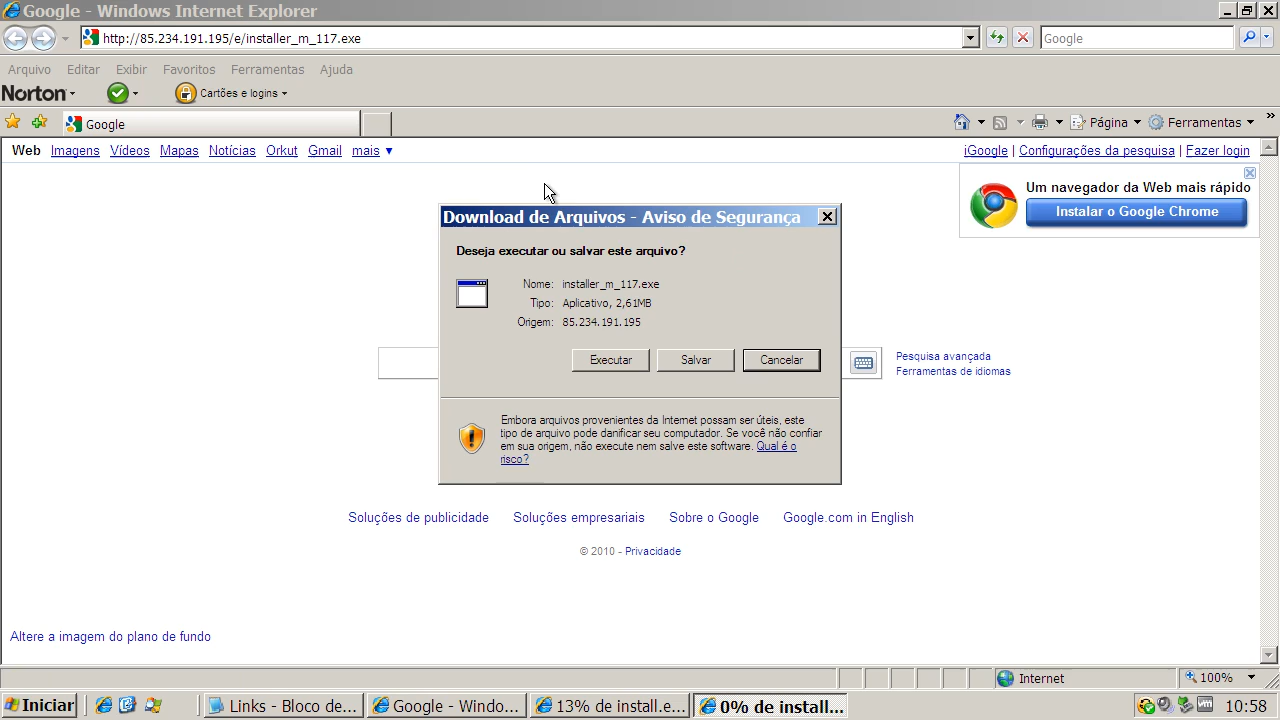 Google - Windows Internet Explorer
http://85.234.191.195/e/installer_m_117.exe
Google
Arquivo Editar Exibir Favoritos Ferramentas Ajuda
Norton
Cartões e logins
Google
Página Ferramentas »
Web Imagens Vídeos Mapas Notícias Orkut Gmail mais ▼
iGoogle | Configurações da pesquisa | Fazer login
Um navegador da Web mais rápido
Instalar o Google Chrome
Download de Arquivos - Aviso de Segurança
Deseja executar ou salvar este arquivo?
Nome: installer_m_117.exe
Tipo: Aplicativo, 2,61MB
Origem: 85.234.191.195
Executar Salvar Cancelar
Embora arquivos provenientes da Internet possam ser úteis, este
tipo de arquivo pode danificar seu computador. Se você não confiar
em sua origem, não execute nem salve este software. Qual é o
risco?
Pesquisa avançada
Ferramentas de idiomas
Soluções de publicidade Soluções empresariais Sobre o Google Google.com in English
© 2010 - Privacidade
Altere a imagem do plano de fundo
Internet
100%
Iniciar
Links - Bloco de...
Google - Windo...
13% de install.e...
0% de install...
10:58